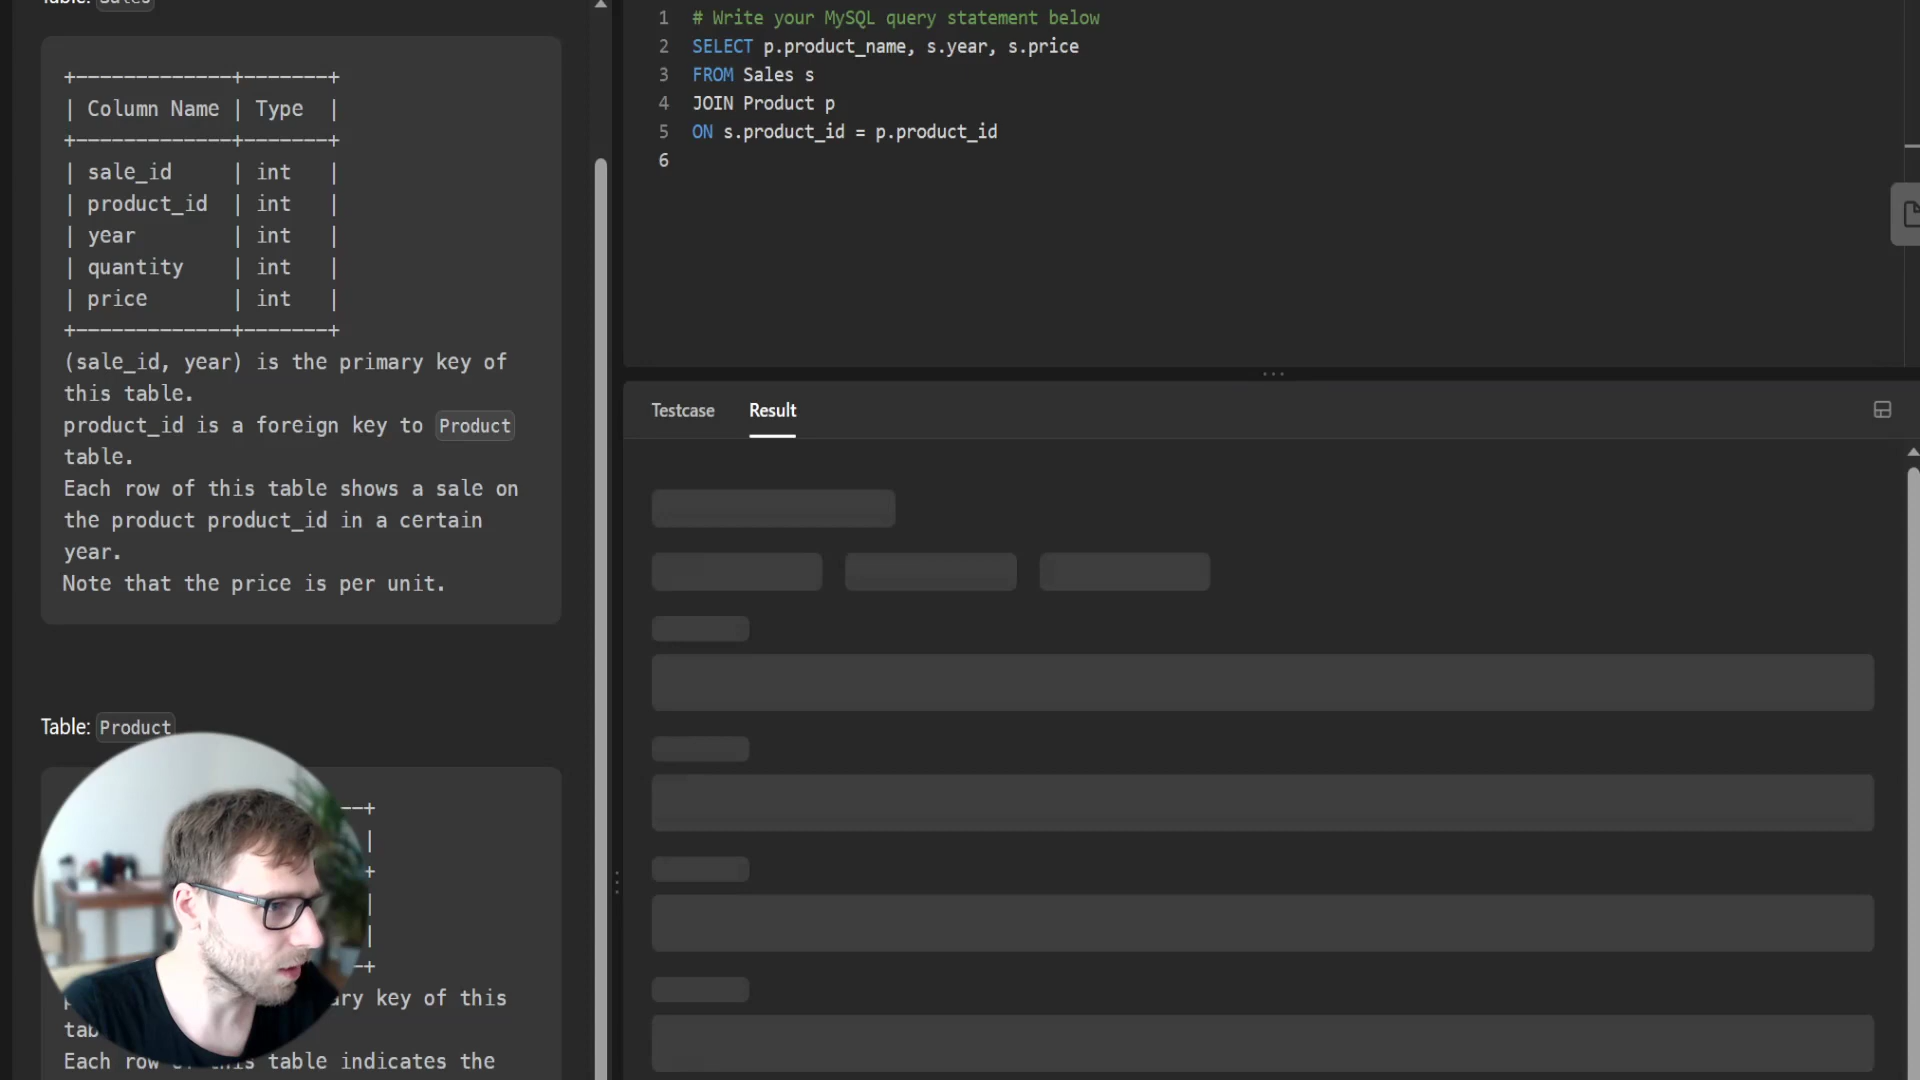 Table: Sales
+-------------+-------+
| Column Name | Type  |
+-------------+-------+
| sale_id     | int   |
| product_id  | int   |
| year        | int   |
| quantity    | int   |
| price       | int   |
+-------------+-------+
(sale_id, year) is the primary key of
this table.
product_id is a foreign key to Product
table.
Each row of this table shows a sale on
the product product_id in a certain
year.
Note that the price is per unit.
Table: Product
--+
|
+
|
|
--+
key of this
Each row of this table indicates the
1 # Write your MySQL query statement below
2 SELECT p.product_name, s.year, s.price
3 FROM Sales s
4 JOIN Product p
5 ON s.product_id = p.product_id
6
Testcase Result